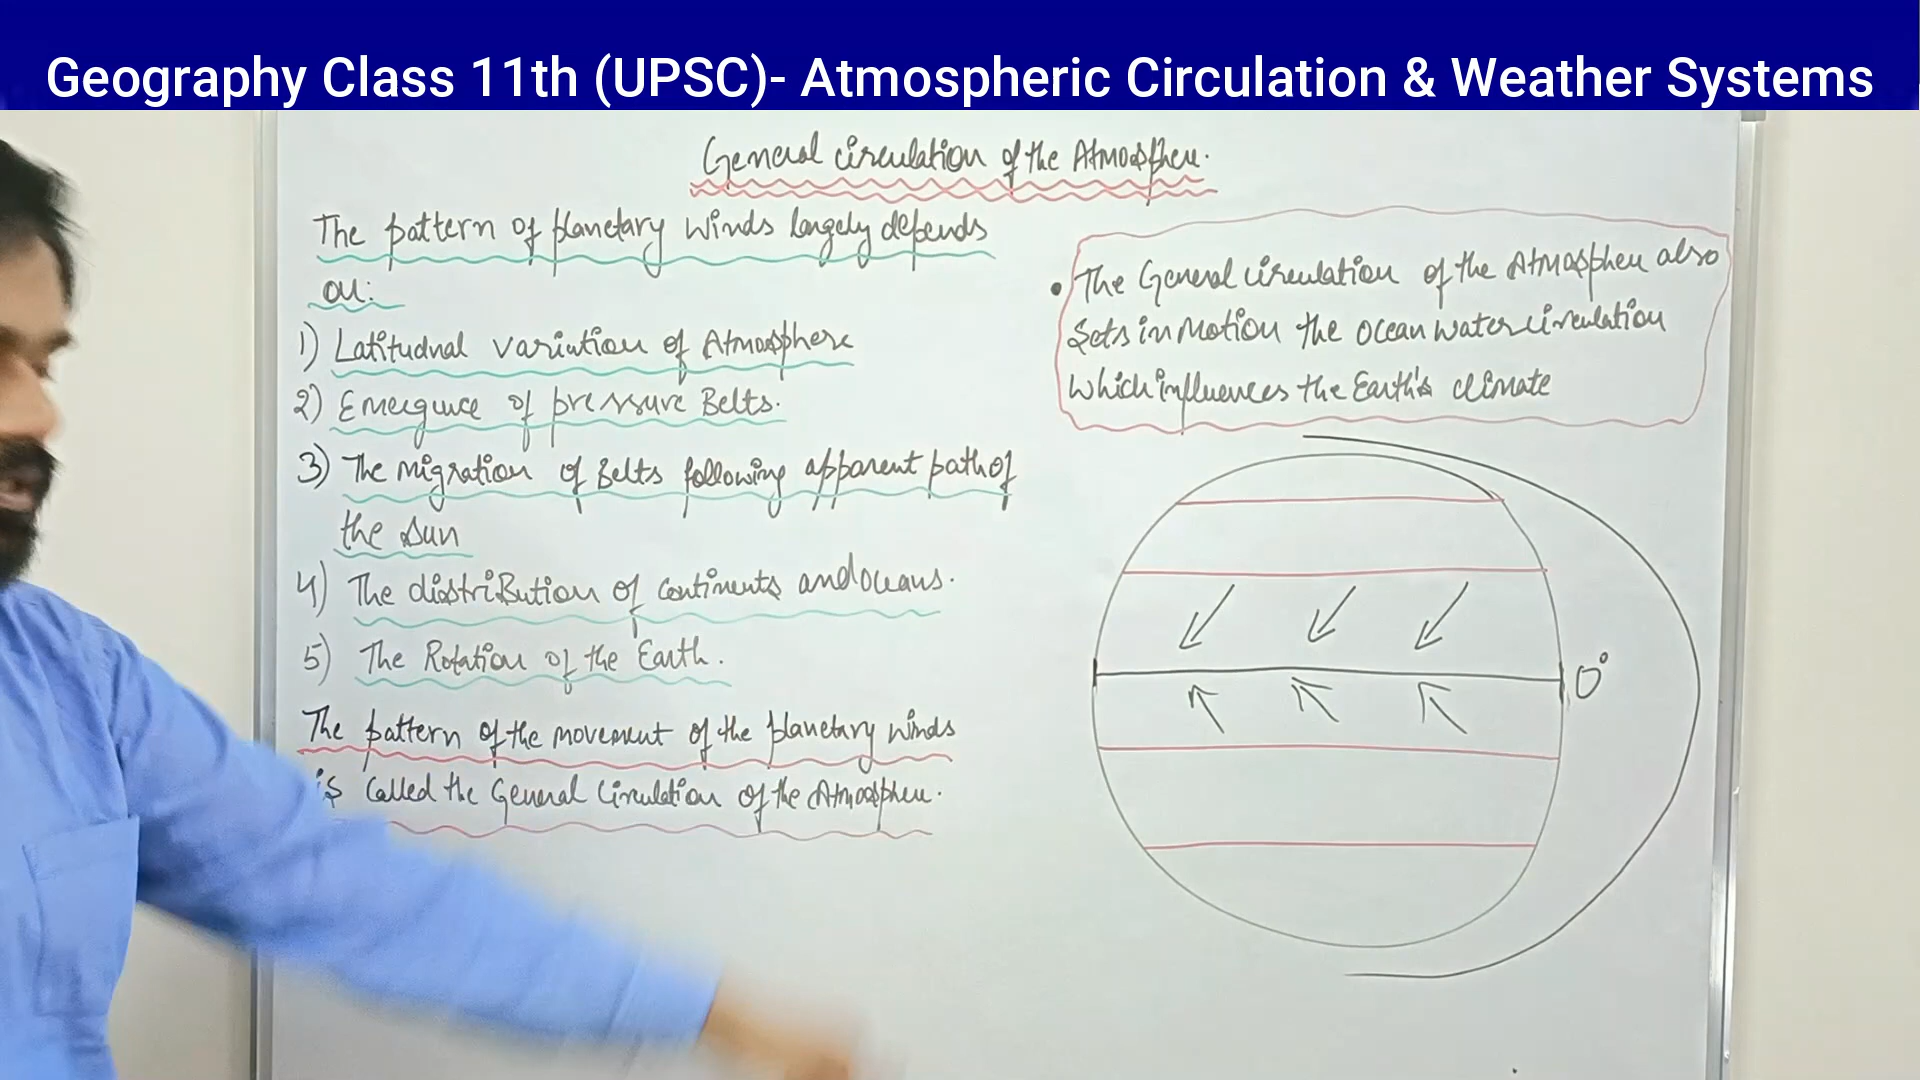 Geography Class 11th (UPSC)- Atmospheric Circulation & Weather Systems
General circulation of the Atmosphere.
The pattern of planetary winds largely depends
on:
1) Latitudnal variation of Atmosphere
2) Emergence of pressure Belts.
3) The migration of Belts following apparent path of
the sun
4) The distribution of continents and oceans.
5) The Rotation of the Earth.
The pattern of the movement of the planetary winds
is called the General Circulation of the Atmosphere.
• The General circulation of the Atmosphere also
Sets in motion the ocean water circulation
which influences the Earth's climate
0°